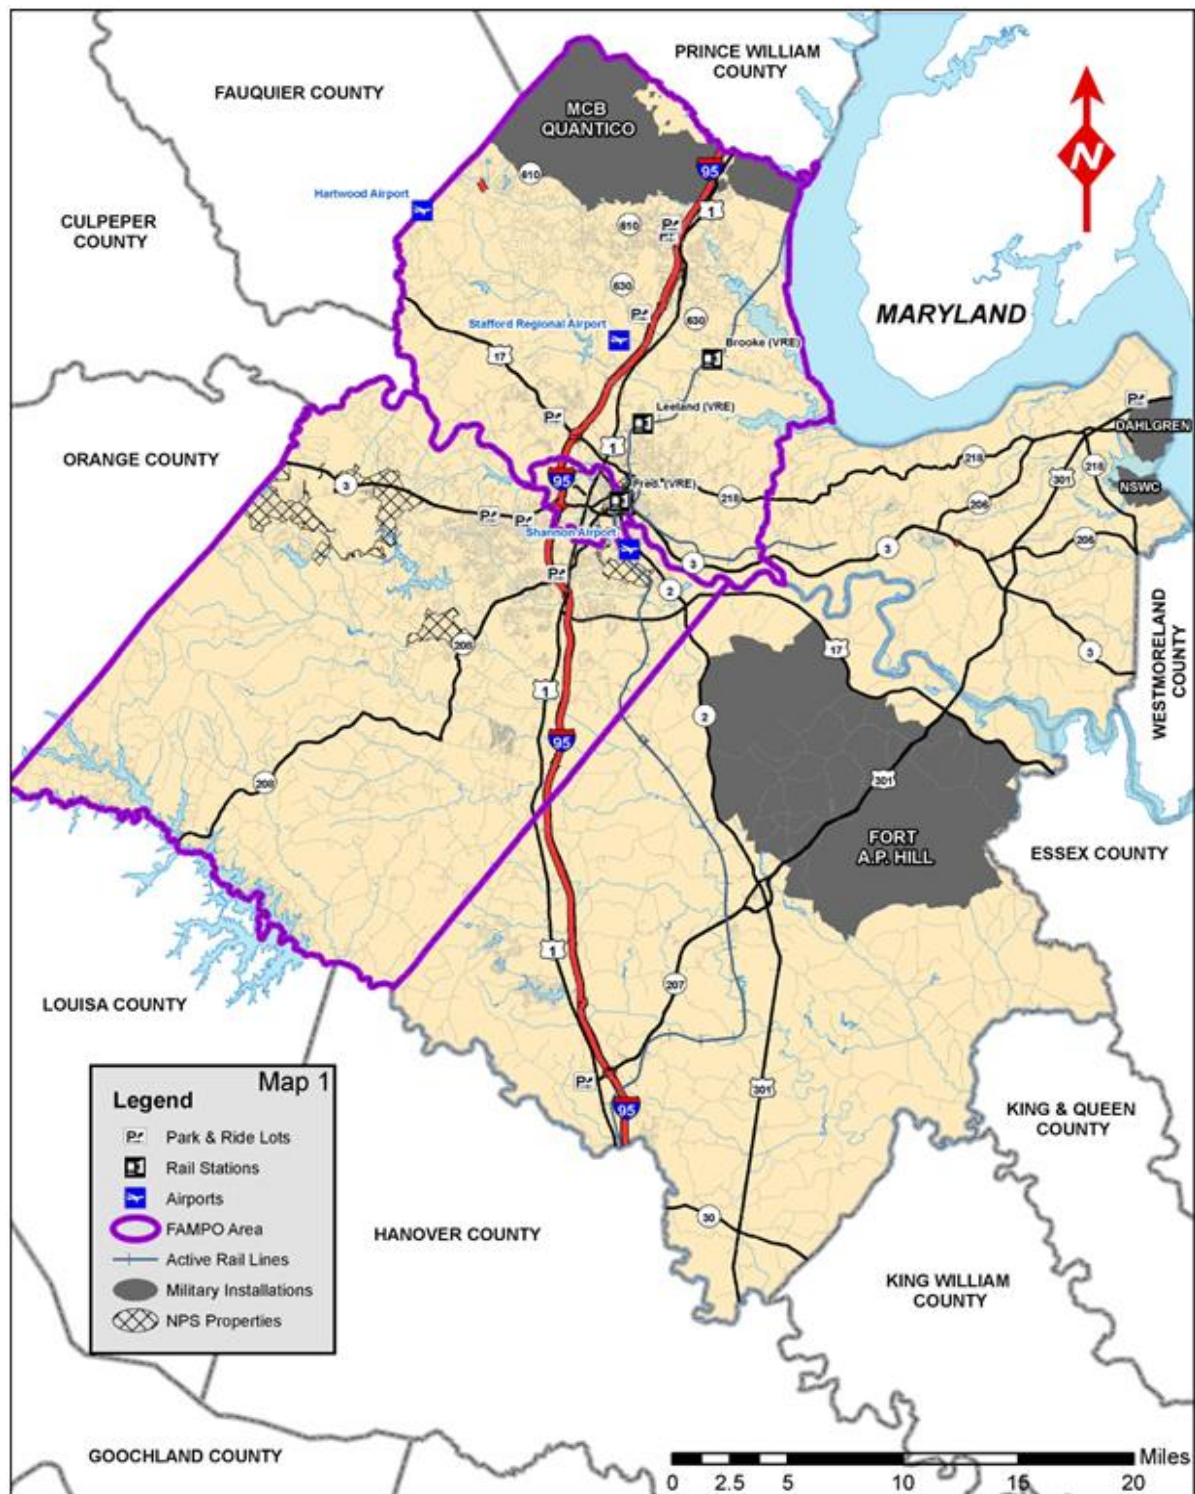 PRINCE WILLIAM
COUNTY
FAUQUIER COUNTY
MCB
QUANTICO
N
95
610
Hartwood Airport
1
CULPEPER
COUNTY
610
P
630
MARYLAND
P
630
Stafford Regional Airport
Brooke (VRE)
17
P
DAHLGREN
Leeland (VRE)
P
1
ORANGE COUNTY
218
218
95
301
NSWC
3
Fred. (VRE)
218
206
P
P
Shannon Airport
206
3
3
P
2
WESTMORELAND
COUNTY
208
17
3
1
2
95
301
208
FORT
A.P. HILL
ESSEX COUNTY
1
207
LOUISA COUNTY
Map 1
Legend
P
Park & Ride Lots
Rail Stations
Airports
FAMPO Area
Active Rail Lines
Military Installations
NPS Properties
P
95
301
KING & QUEEN
COUNTY
30
HANOVER COUNTY
KING WILLIAM
COUNTY
GOOCHLAND COUNTY
Miles
0 2.5 5 10 15 20